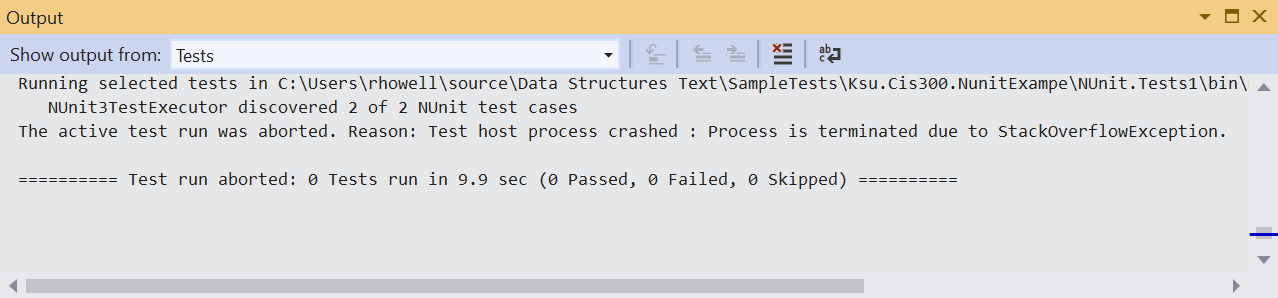 Output
Show output from: Tests
Running selected tests in C:\Users\rhowell\source\Data Structures Text\SampleTests\Ksu.Cis300.NunitExampe\NUnit.Tests1\bin\
NUnit3TestExecutor discovered 2 of 2 NUnit test cases
The active test run was aborted. Reason: Test host process crashed : Process is terminated due to StackOverflowException.
========== Test run aborted: 0 Tests run in 9.9 sec (0 Passed, 0 Failed, 0 Skipped) ==========